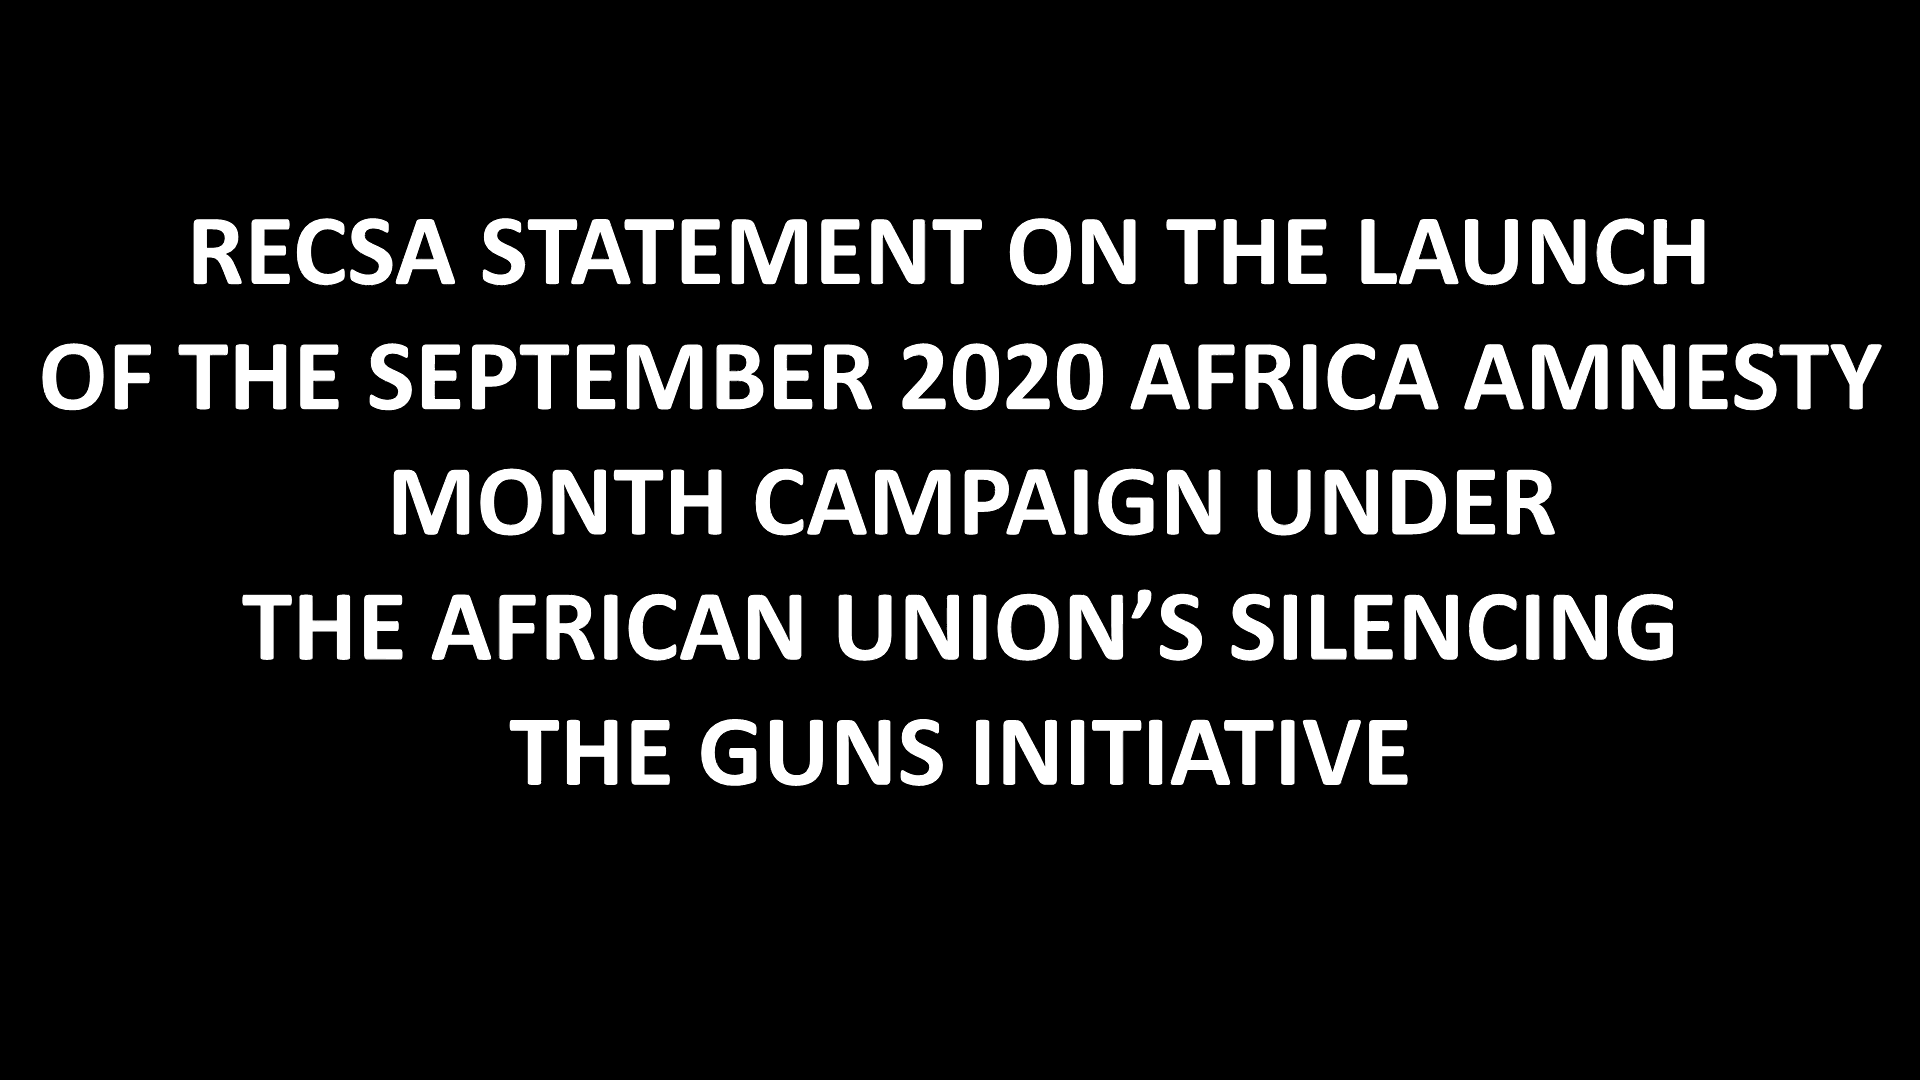 RECSA STATEMENT ON THE LAUNCH
OF THE SEPTEMBER 2020 AFRICA AMNESTY
MONTH CAMPAIGN UNDER
THE AFRICAN UNION’S SILENCING
THE GUNS INITIATIVE